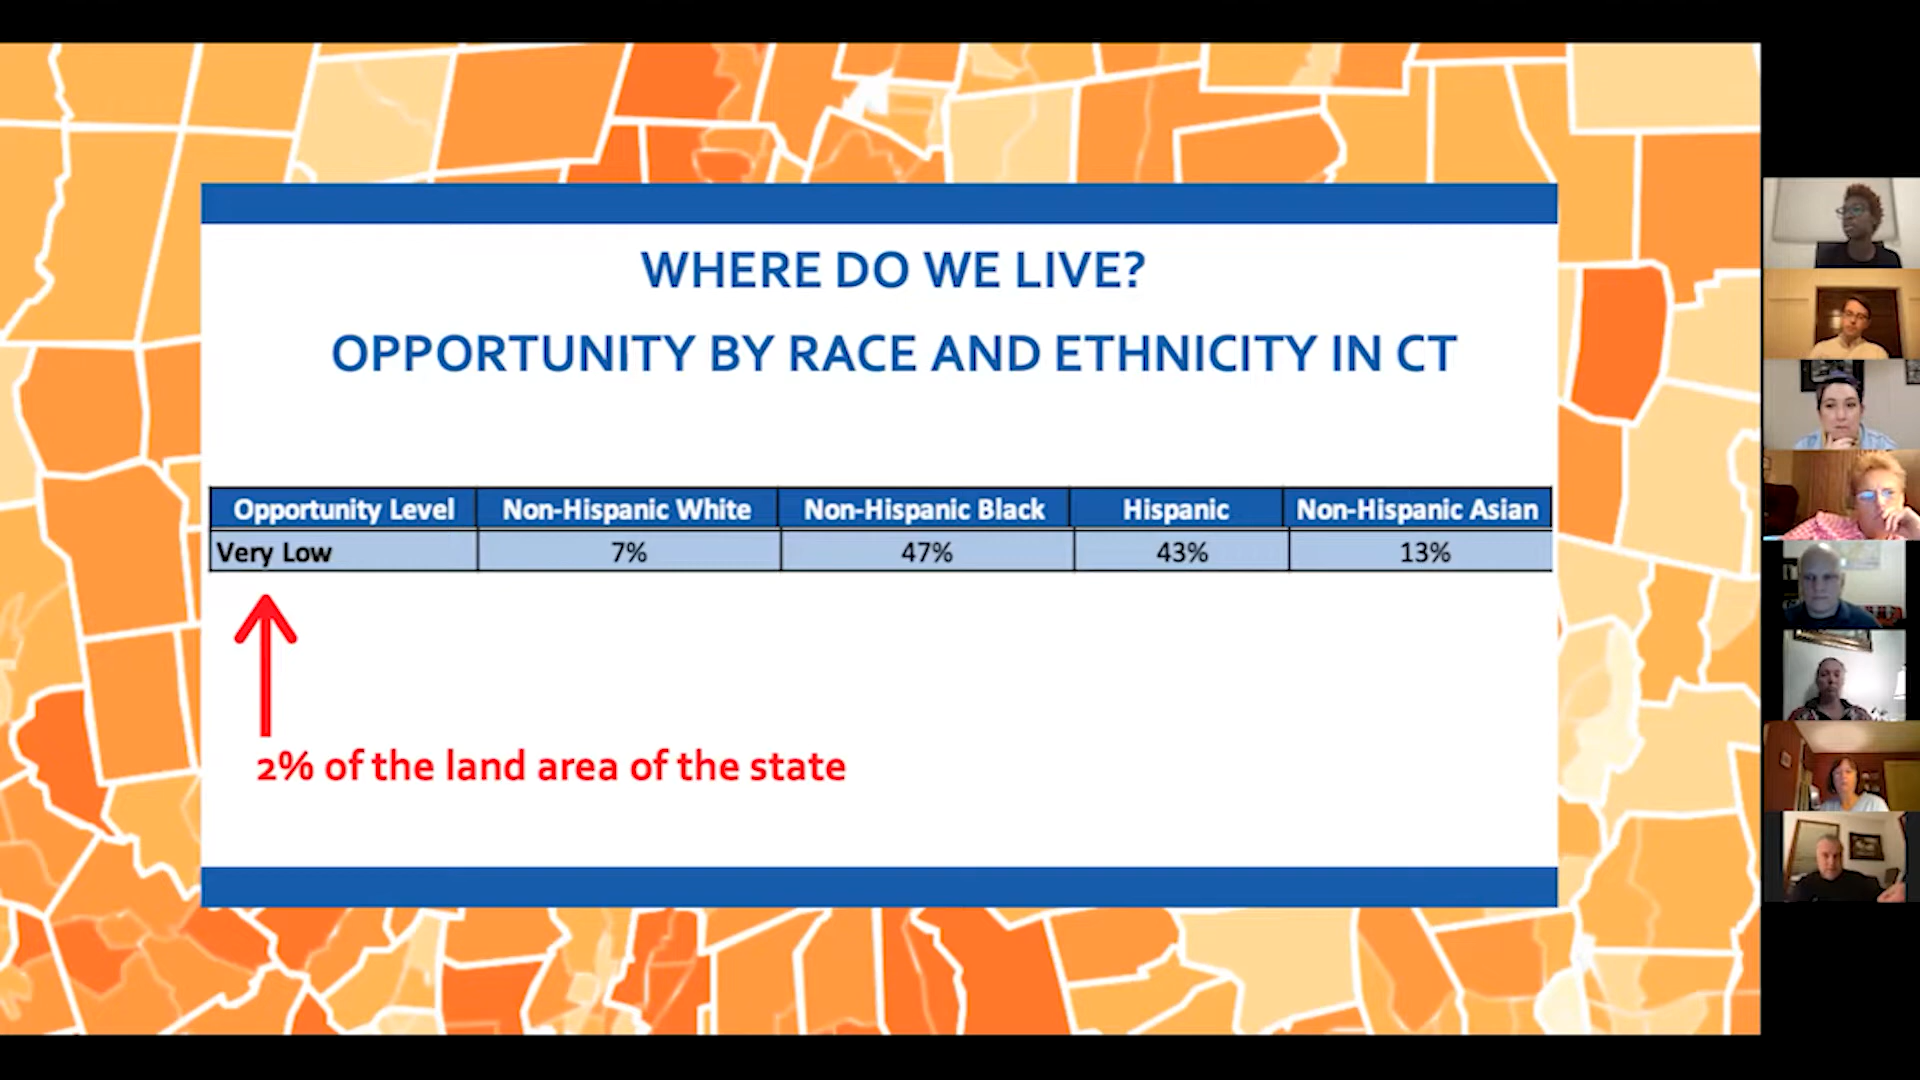 WHERE DO WE LIVE?
OPPORTUNITY BY RACE AND ETHNICITY IN CT
Opportunity Level Non-Hispanic White Non-Hispanic Black Hispanic Non-Hispanic Asian
Very Low 7% 47% 43% 13%
2% of the land area of the state